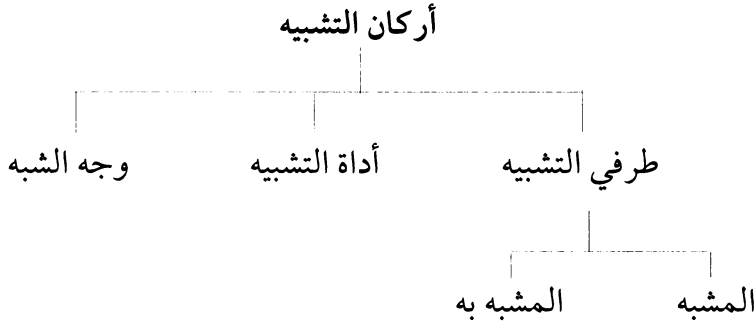 أركان التشبيه
طرفي التشبيه أداة التشبيه وجه الشبه
المشبه المشبه به